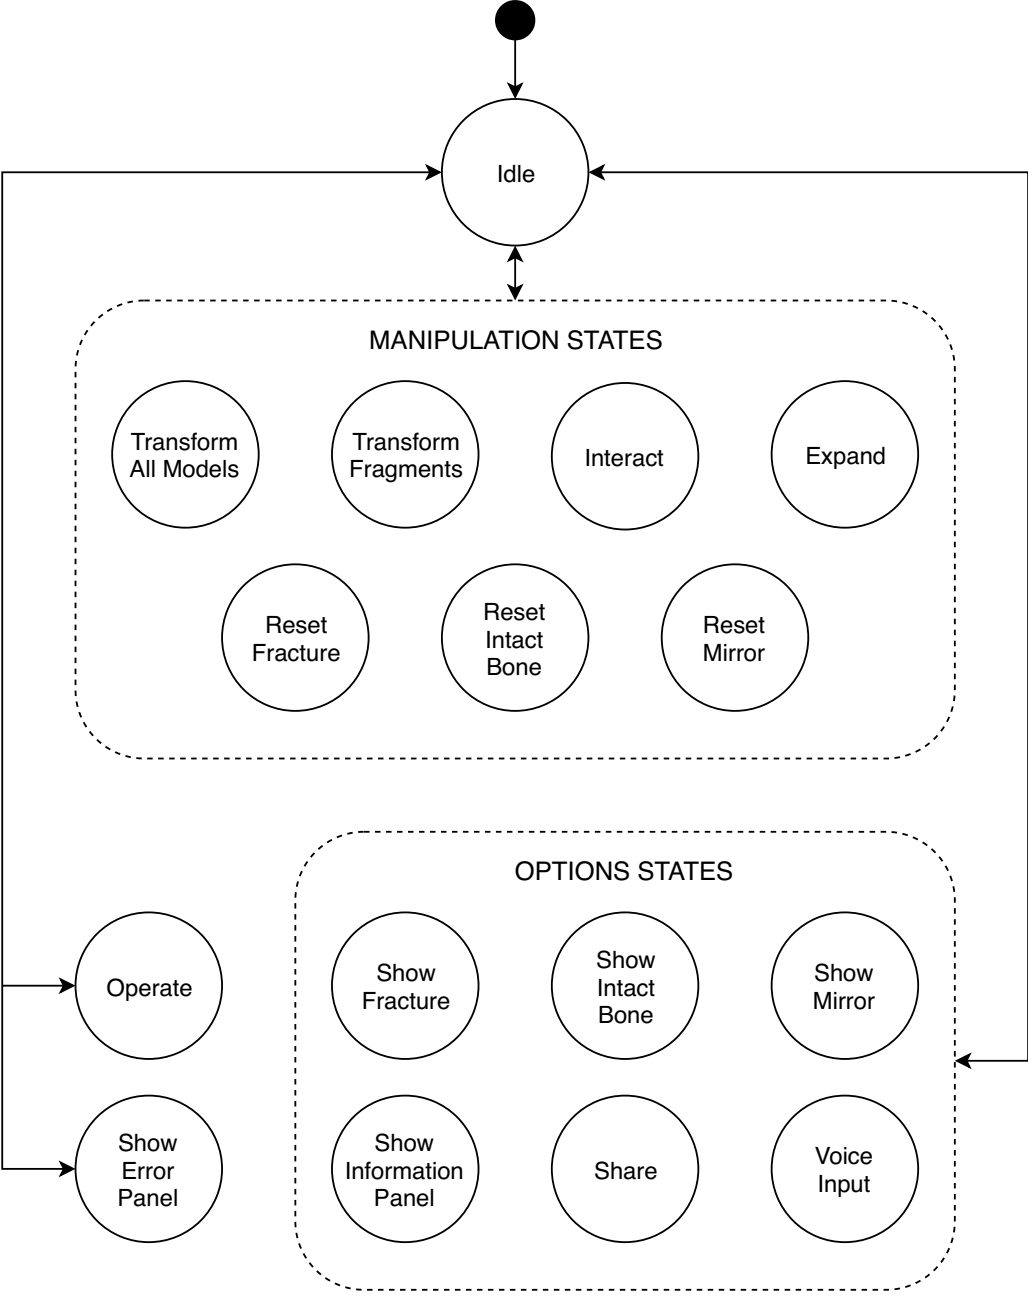 Idle
MANIPULATION STATES
Transform
All Models
Transform
Fragments
Interact
Expand
Reset
Fracture
Reset
Intact
Bone
Reset
Mirror
OPTIONS STATES
Operate
Show
Fracture
Show
Intact
Bone
Show
Mirror
Show
Error
Panel
Show
Information
Panel
Share
Voice
Input